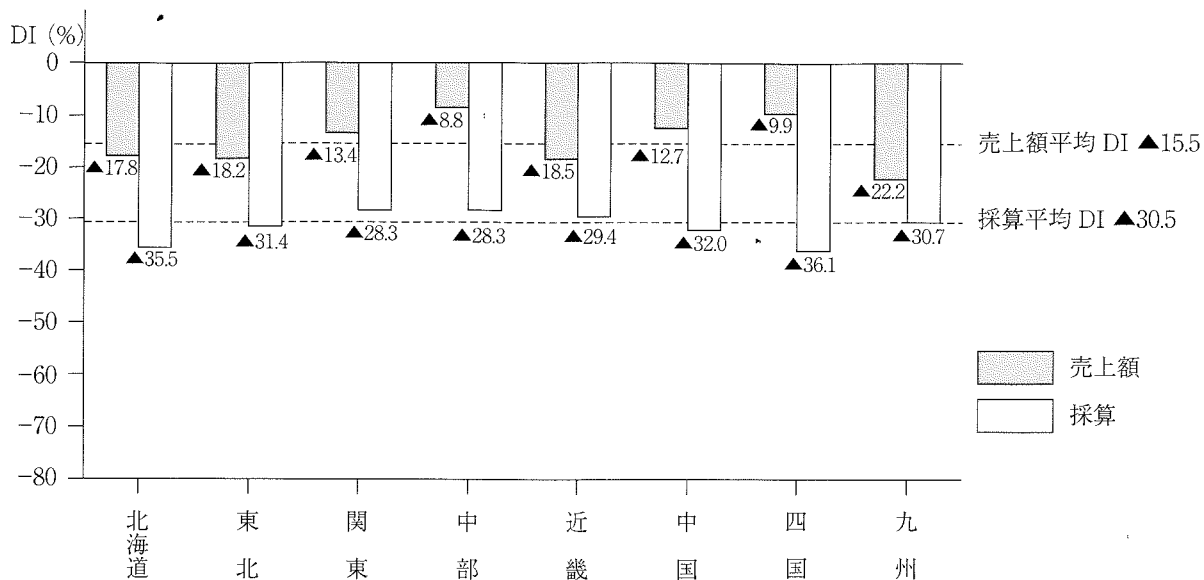 DI (%)
0
-10
-20
-30
-40
-50
-60
-70
-80
▲17.8
▲35.5
▲18.2
▲31.4
▲13.4
▲28.3
▲8.8
▲28.3
▲18.5
▲29.4
▲12.7
▲32.0
▲9.9
▲36.1
▲22.2
▲30.7
売上額平均 DI ▲15.5
採算平均 DI ▲30.5
売上額
採算
北海道
東北
関東
中部
近畿
中国
四国
九州